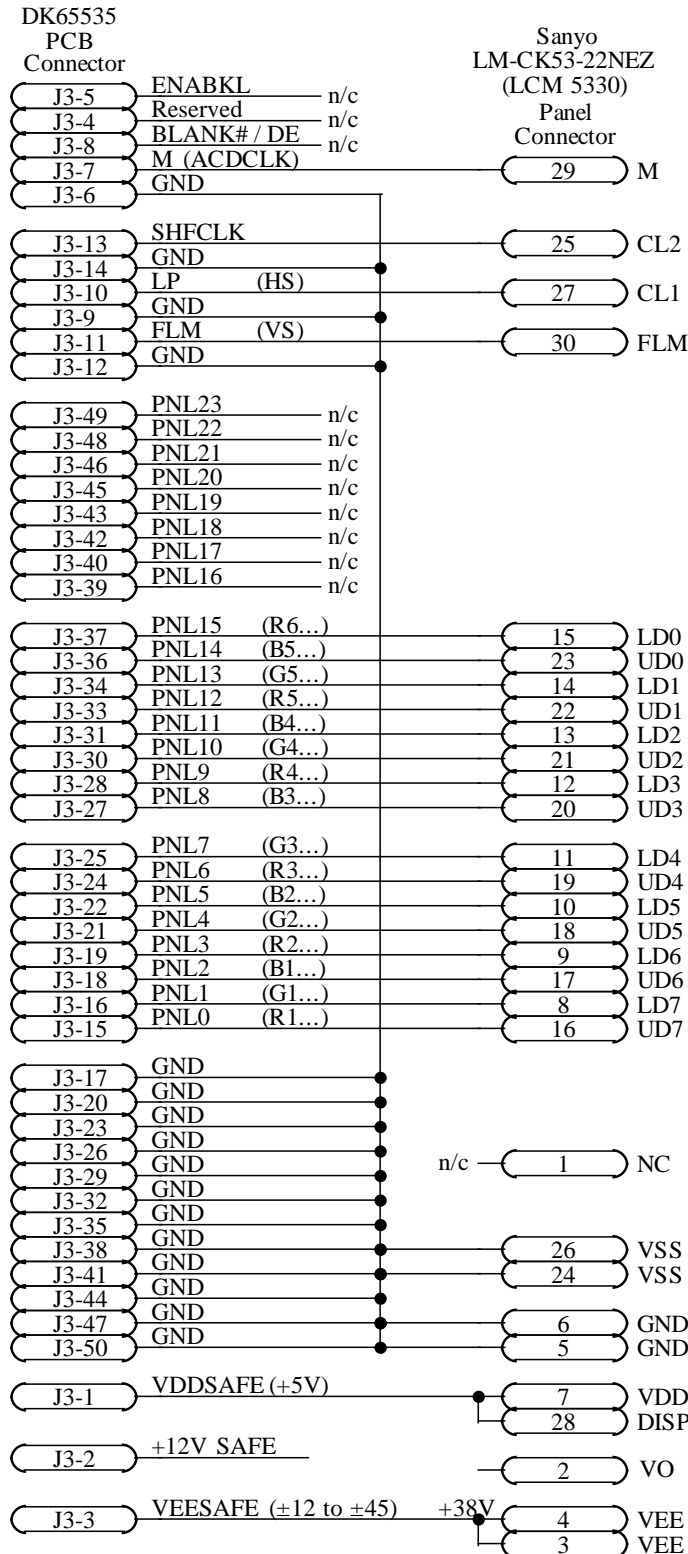 DK65535
PCB
Connector
Sanyo
LM-CK53-22NEZ
(LCM 5330)
Panel
Connector
J3-5 ENABKL n/c
J3-4 Reserved n/c
J3-8 BLANK# / DE n/c
J3-7 M (ACDCLK) 29 M
J3-6 GND
J3-13 SHFCLK 25 CL2
J3-14 GND
J3-10 LP (HS) 27 CL1
J3-9 GND
J3-11 FLM (VS) 30 FLM
J3-12 GND
J3-49 PNL23 n/c
J3-48 PNL22 n/c
J3-46 PNL21 n/c
J3-45 PNL20 n/c
J3-43 PNL19 n/c
J3-42 PNL18 n/c
J3-40 PNL17 n/c
J3-39 PNL16 n/c
J3-37 PNL15 (R6...) 15 LD0
J3-36 PNL14 (B5...) 23 UD0
J3-34 PNL13 (G5...) 14 LD1
J3-33 PNL12 (R5...) 22 UD1
J3-31 PNL11 (B4...) 13 LD2
J3-30 PNL10 (G4...) 21 UD2
J3-28 PNL9 (R4...) 12 LD3
J3-27 PNL8 (B3...) 20 UD3
J3-25 PNL7 (G3...) 11 LD4
J3-24 PNL6 (R3...) 19 UD4
J3-22 PNL5 (B2...) 10 LD5
J3-21 PNL4 (G2...) 18 UD5
J3-19 PNL3 (R2...) 9 LD6
J3-18 PNL2 (B1...) 17 UD6
J3-16 PNL1 (G1...) 8 LD7
J3-15 PNL0 (R1...) 16 UD7
J3-17 GND
J3-20 GND
J3-23 GND
J3-26 GND
J3-29 GND n/c 1 NC
J3-32 GND
J3-35 GND
J3-38 GND 26 VSS
J3-41 GND 24 VSS
J3-44 GND
J3-47 GND 6 GND
J3-50 GND 5 GND
J3-1 VDDSAFE (+5V) 7 VDD
28 DISP
J3-2 +12V SAFE
2 VO
J3-3 VEESAFE (±12 to ±45) +38V 4 VEE
3 VEE